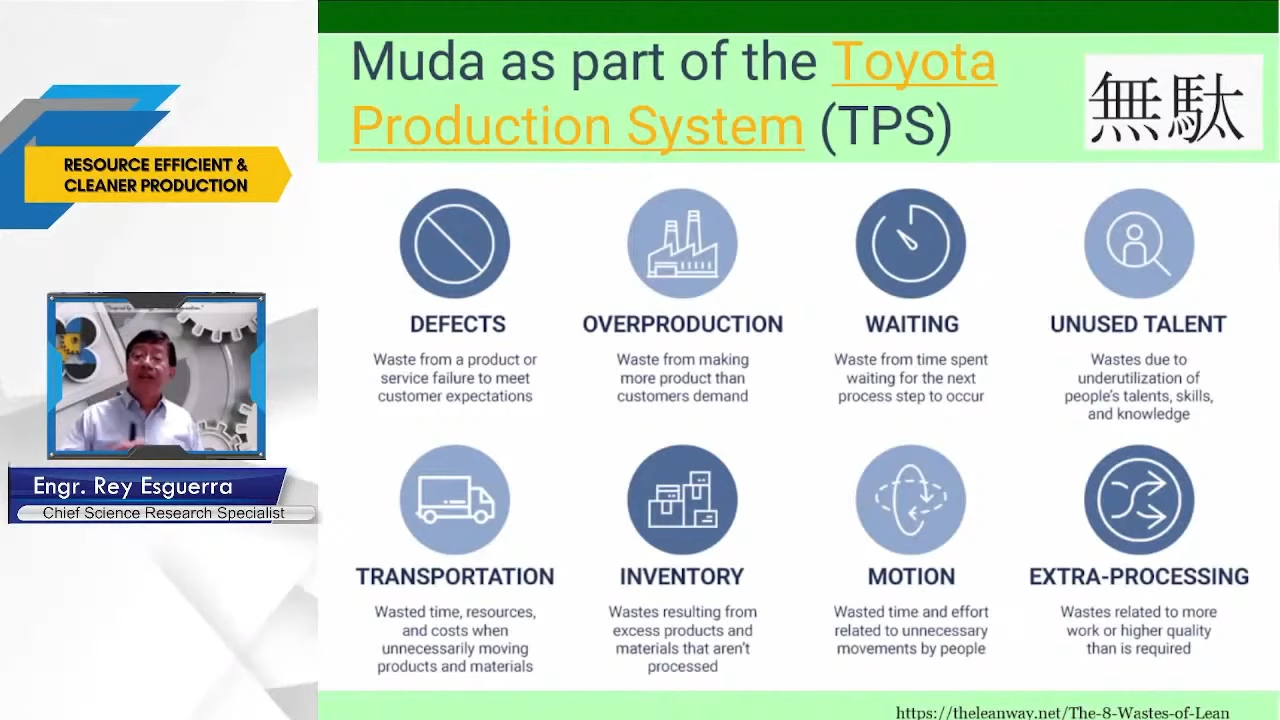 RESOURCE EFFICIENT &
CLEANER PRODUCTION
Engr. Rey Esguerra
Chief Science Research Specialist
Muda as part of the Toyota
Production System (TPS)
無駄
DEFECTS
Waste from a product or
service failure to meet
customer expectations
OVERPRODUCTION
Waste from making
more product than
customers demand
WAITING
Waste from time spent
waiting for the next
process step to occur
UNUSED TALENT
Wastes due to
underutilization of
people's talents, skills,
and knowledge
TRANSPORTATION
Wasted time, resources,
and costs when
unnecessarily moving
products and materials
INVENTORY
Wastes resulting from
excess products and
materials that aren't
processed
MOTION
Wasted time and effort
related to unnecessary
movements by people
EXTRA-PROCESSING
Wastes related to more
work or higher quality
than is required
https://theleanway.net/The-8-Wastes-of-Lean